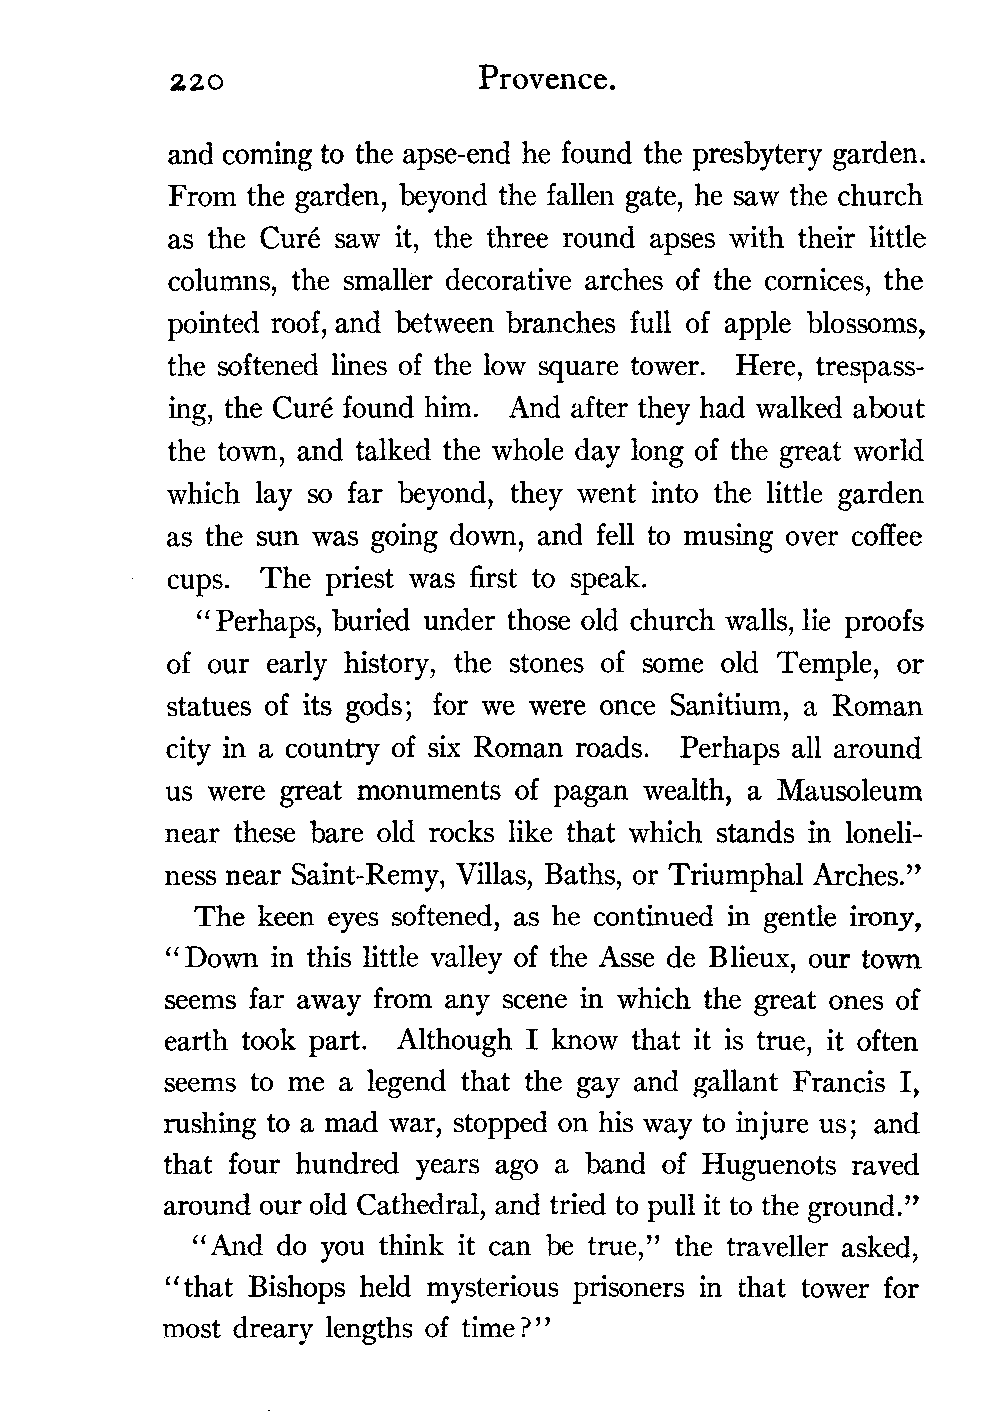 220 Provence.
and coming to the apse-end he found the presbytery garden.
From the garden, beyond the fallen gate, he saw the church
as the Curé saw it, the three round apses with their little
columns, the smaller decorative arches of the cornices, the
pointed roof, and between branches full of apple blossoms,
the softened lines of the low square tower. Here, trespass-
ing, the Curé found him. And after they had walked about
the town, and talked the whole day long of the great world
which lay so far beyond, they went into the little garden
as the sun was going down, and fell to musing over coffee
cups. The priest was first to speak.
“Perhaps, buried under those old church walls, lie proofs
of our early history, the stones of some old Temple, or
statues of its gods; for we were once Sanitium, a Roman
city in a country of six Roman roads. Perhaps all around
us were great monuments of pagan wealth, a Mausoleum
near these bare old rocks like that which stands in loneli-
ness near Saint-Remy, Villas, Baths, or Triumphal Arches.”
The keen eyes softened, as he continued in gentle irony,
“Down in this little valley of the Asse de Blieux, our town
seems far away from any scene in which the great ones of
earth took part. Although I know that it is true, it often
seems to me a legend that the gay and gallant Francis I,
rushing to a mad war, stopped on his way to injure us; and
that four hundred years ago a band of Huguenots raved
around our old Cathedral, and tried to pull it to the ground.”
“And do you think it can be true,” the traveller asked,
“that Bishops held mysterious prisoners in that tower for
most dreary lengths of time?”